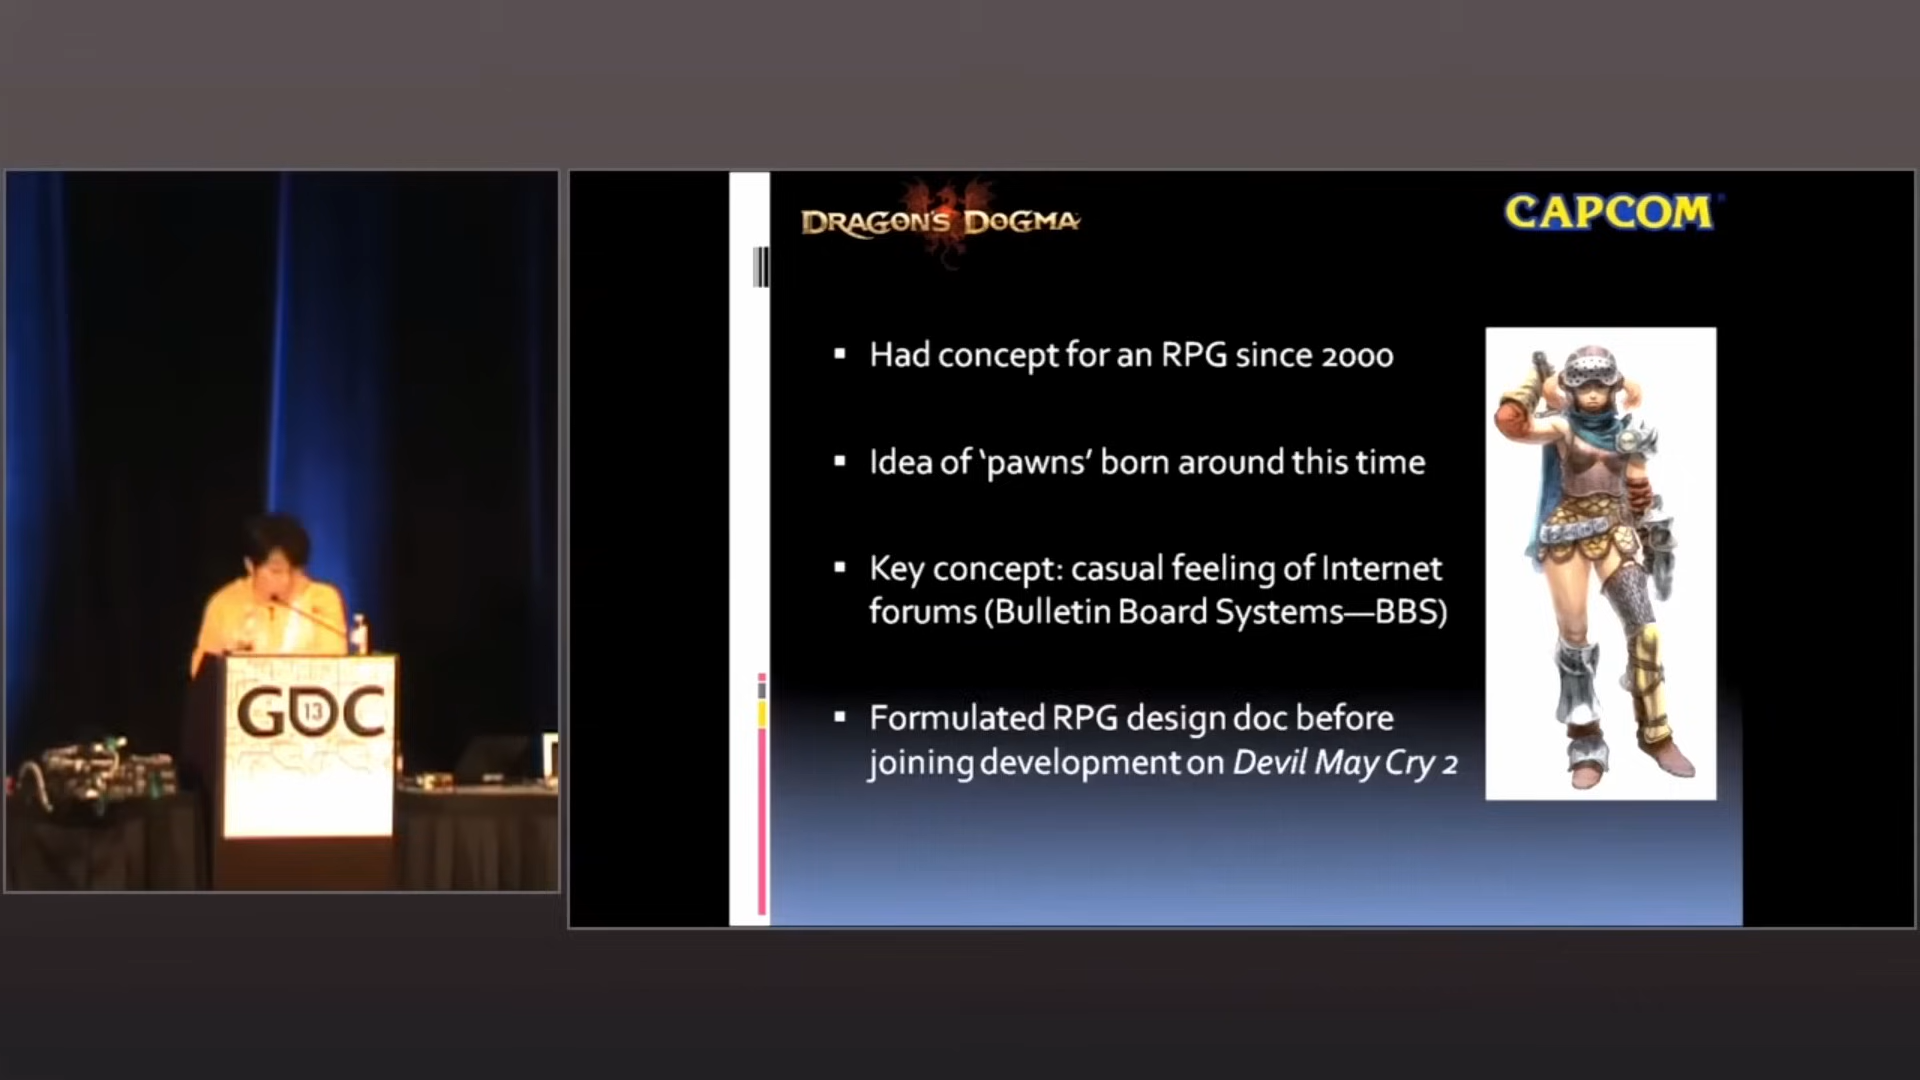 GDC
13
DRAGON'S DOGMA
CAPCOM
▪ Had concept for an RPG since 2000
▪ Idea of ‘pawns’ born around this time
▪ Key concept: casual feeling of Internet
forums (Bulletin Board Systems—BBS)
▪ Formulated RPG design doc before
joining development on Devil May Cry 2